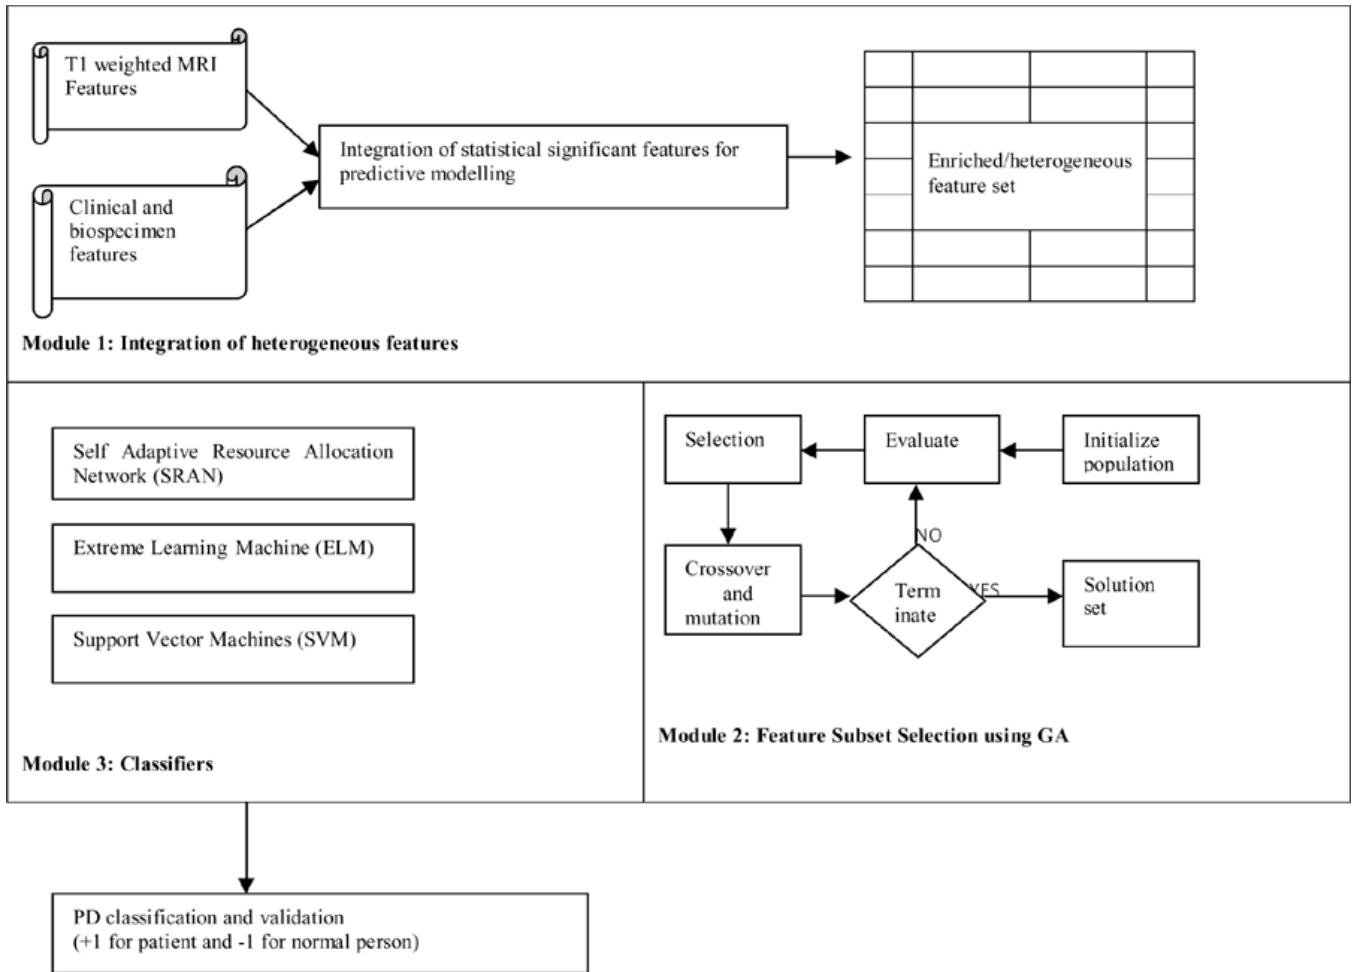 T1 weighted MRI
Features
Clinical and
biospecimen
features
Integration of statistical significant features for
predictive modelling
Enriched/heterogeneous
feature set
Module 1: Integration of heterogeneous features
Self Adaptive Resource Allocation
Network (SRAN)
Extreme Learning Machine (ELM)
Support Vector Machines (SVM)
Module 3: Classifiers
Selection
Evaluate
Initialize
population
NO
Crossover
and
mutation
Term
inate
YES
Solution
set
Module 2: Feature Subset Selection using GA
PD classification and validation
(+1 for patient and -1 for normal person)